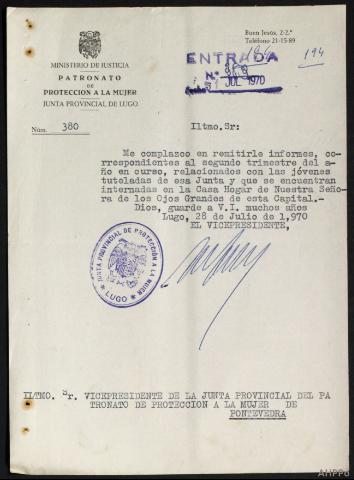 Buen Jesús, 2-2.º
Teléfono 21-15-89
MINISTERIO DE JUSTICIA
PATRONATO
DE
PROTECCION A LA MUJER
JUNTA PROVINCIAL DE LUGO
ENTRADA
N.º
31 JUL 1970
194
Núm. 380
Iltmo. Sr:
Me complazco en remitirle informes, co-
rrespondientes al segundo trimestre del a-
ño en curso, relacionados con las jóvenes
tuteladas de esa Junta y que se encuentran
internadas en la Casa Hogar de Nuestra Seño-
ra de los Ojos Grandes de esta Capital.-
Dios, guarde a V.I. muchos años
Lugo, 28 de Julio de 1,970
EL VICEPRESIDENTE,
JUNTA PROVINCIAL DE PROTECCION A LA MUJER
LUGO
ILTMO. Sr. VICEPRESIDENTE DE LA JUNTA PROVINCIAL DEL PA
TRONATO DE PROTECCION A LA MUJER DE
PONTEVEDRA
AHPPo